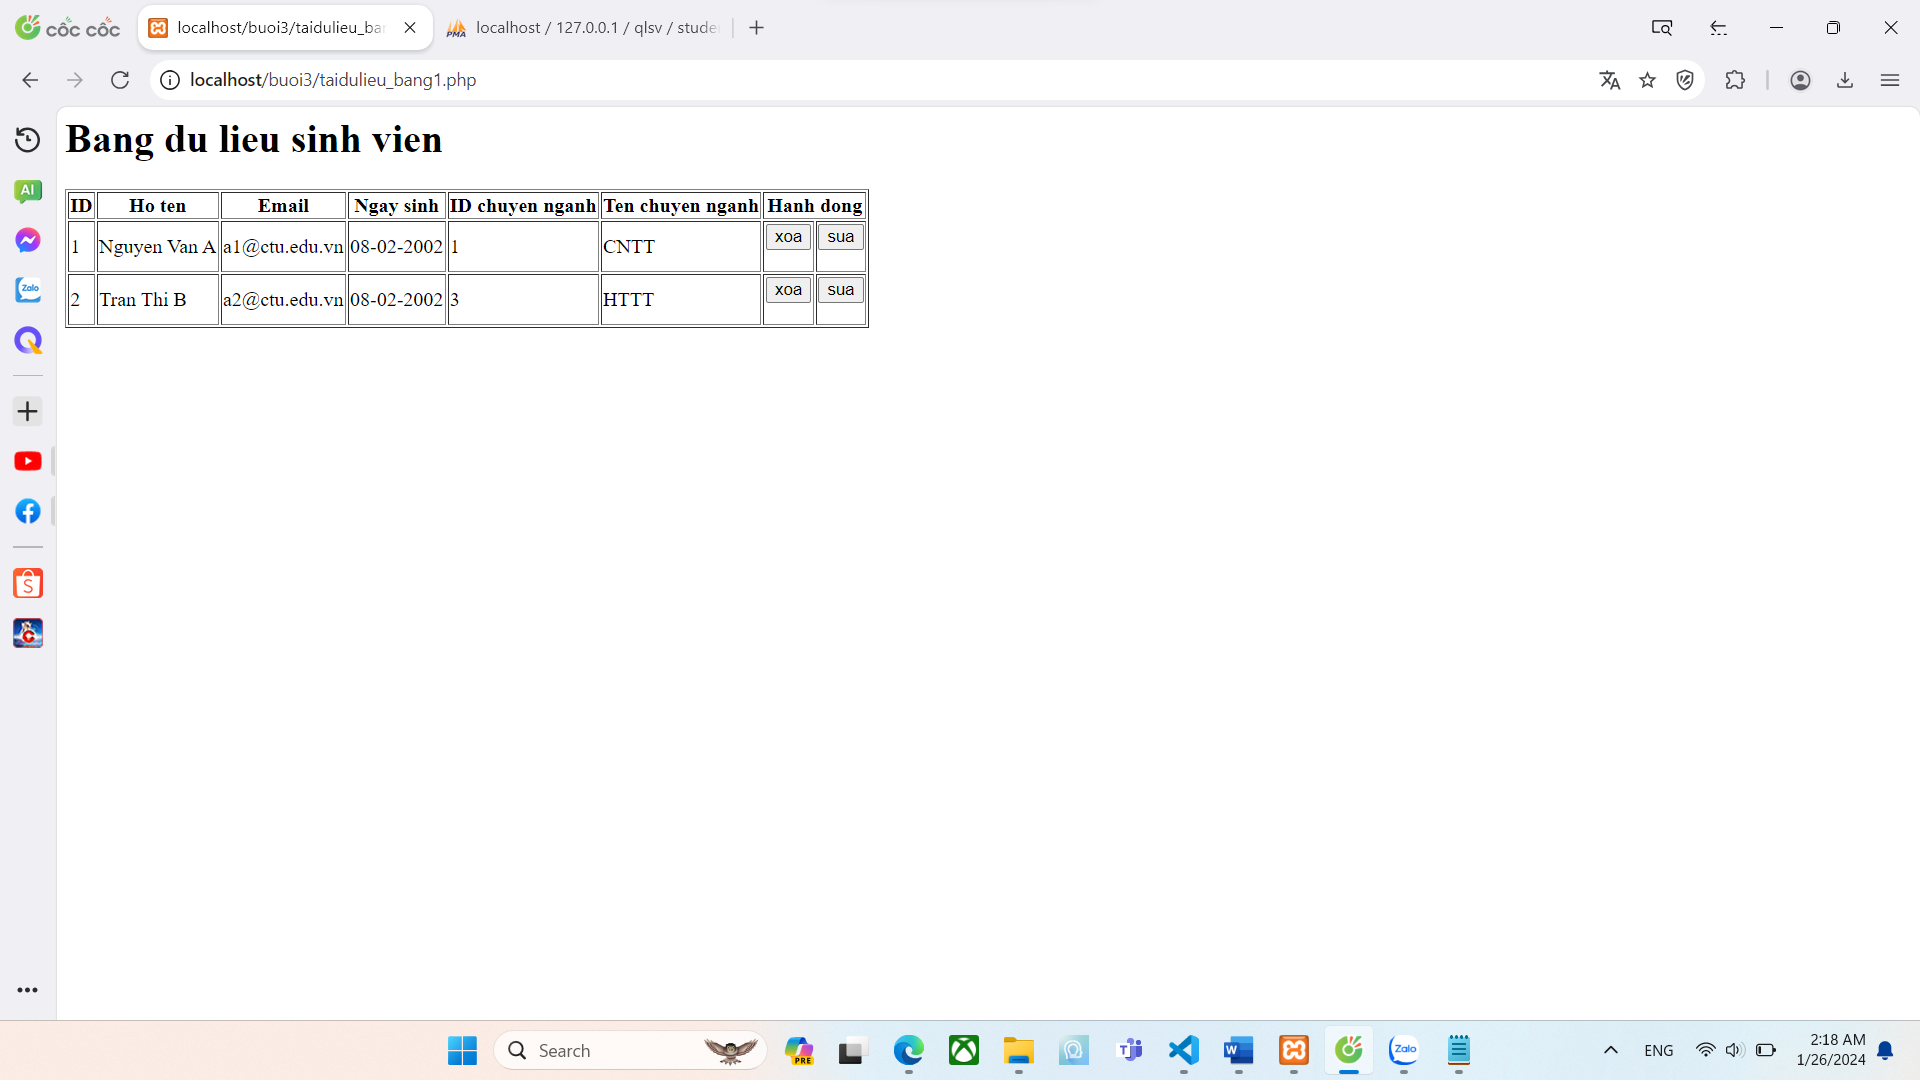 cốc cốc
localhost/buoi3/taidulieu_ba
localhost / 127.0.0.1 / qlsv / stude
localhost/buoi3/taidulieu_bang1.php
AI
Zalo
Bang du lieu sinh vien
ID Ho ten Email Ngay sinh ID chuyen nganh Ten chuyen nganh Hanh dong
1 Nguyen Van A a1@ctu.edu.vn 08-02-2002 1 CNTT xoa sua
2 Tran Thi B a2@ctu.edu.vn 08-02-2002 3 HTTT xoa sua
Search
PRE
Zalo
ENG
2:18 AM
1/26/2024